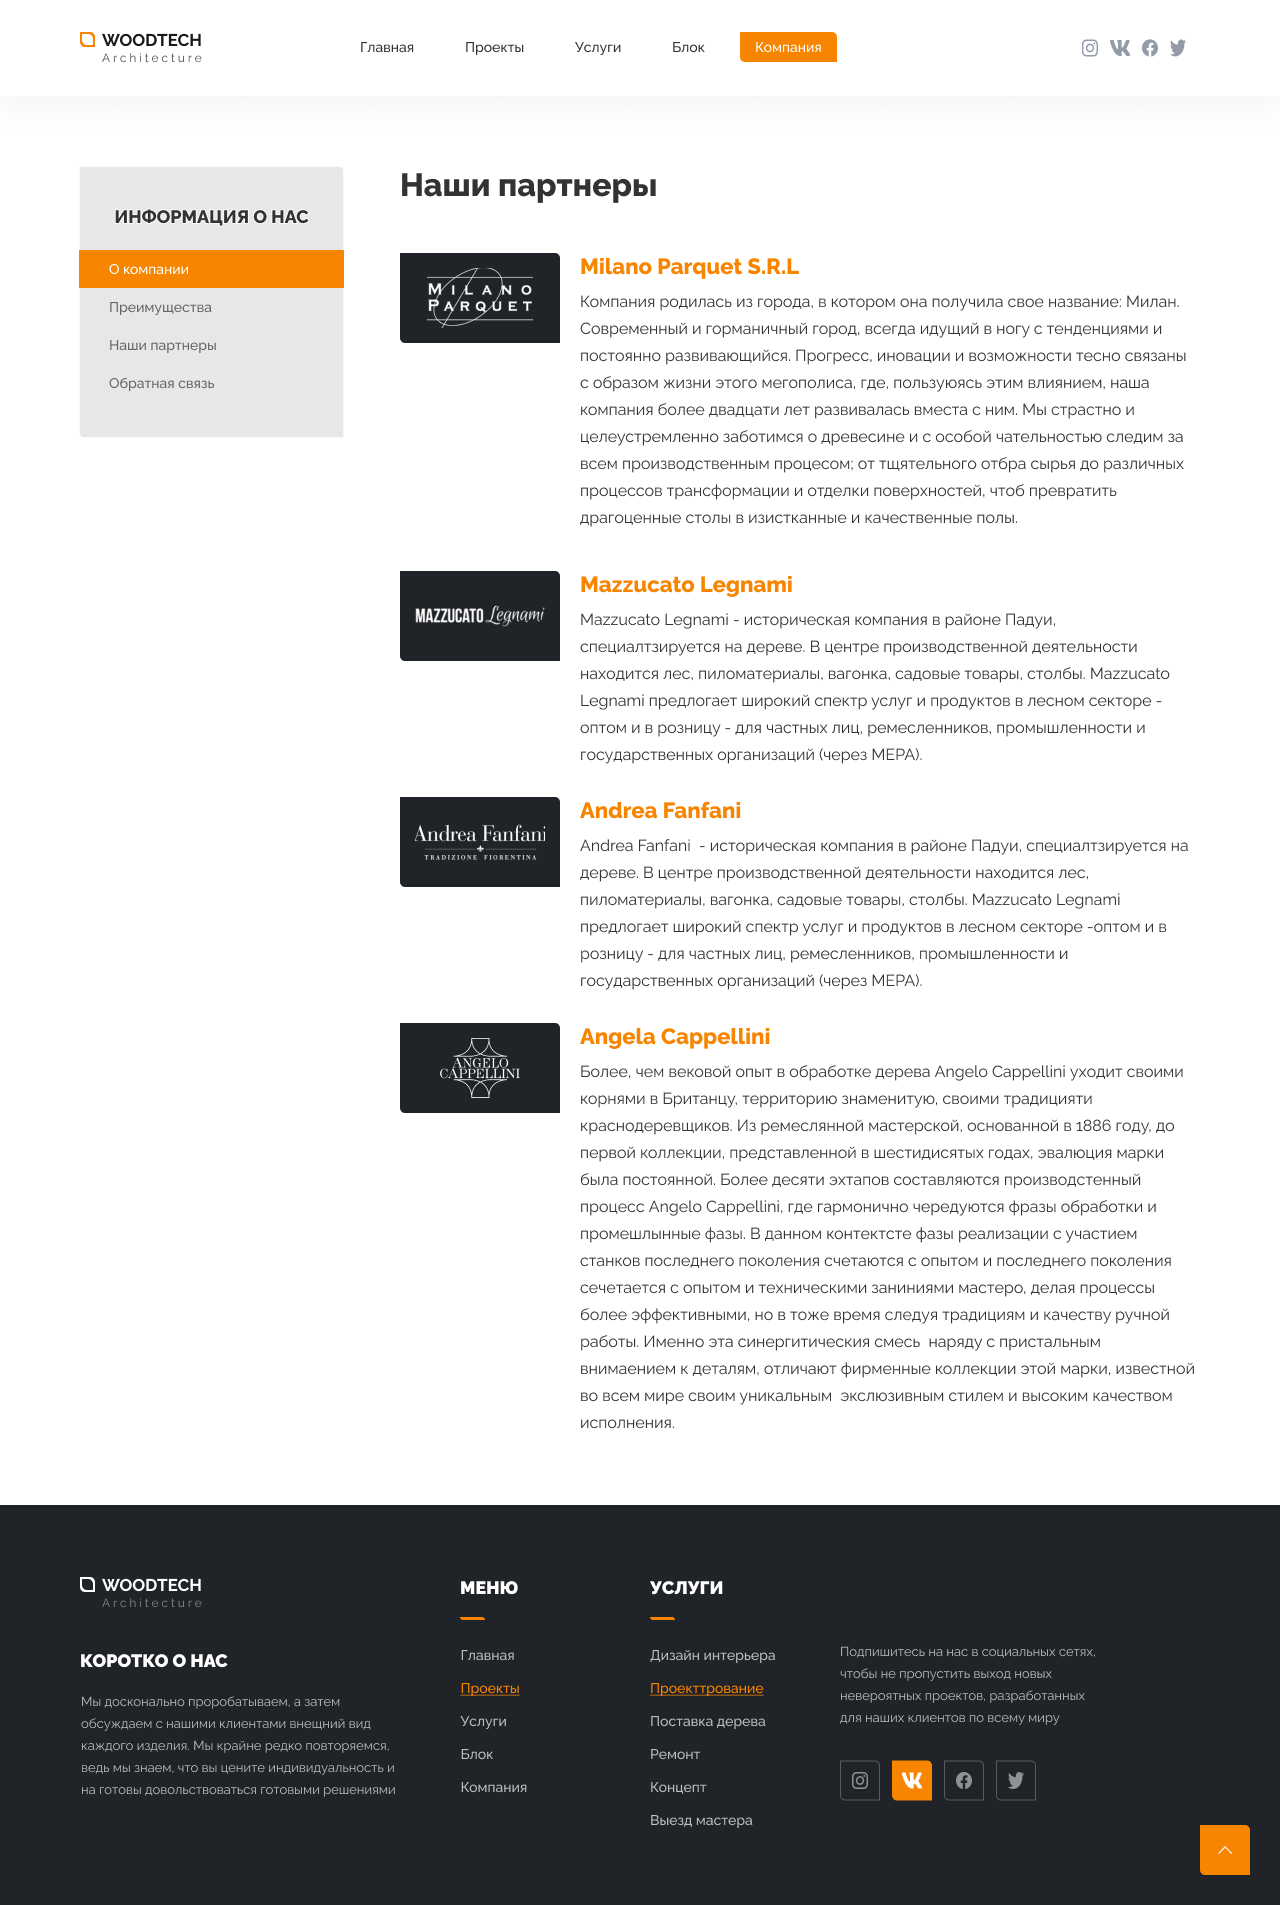 WOODTECH
Architecture
Главная
Проекты
Услуги
Блок
Компания
ИНФОРМАЦИЯ О НАС
О компании
Преимущества
Наши партнеры
Обратная связь
Наши партнеры
MILANO
PARQUET
Milano Parquet S.R.L
Компания родилась из города, в котором она получила свое название: Милан.
Современный и горманичный город, всегда идущий в ногу с тенденциями и
постоянно развивающийся. Прогресс, иновации и возможности тесно связаны
с образом жизни этого мегополиса, где, пользуюясь этим влиянием, наша
компания более двадцати лет развивалась вместа с ним. Мы страстно и
целеустремленно заботимся о древесине и с особой чательностью следим за
всем производственным процесом; от тщятельного отбра сырья до различных
процессов трансформации и отделки поверхностей, чтоб превратить
драгоценные столы в изистканные и качественные полы.
MAZZUCATO Legnami
Mazzucato Legnami
Mazzucato Legnami - историческая компания в районе Падуи,
специалтзируется на дереве. В центре производственной деятельности
находится лес, пиломатериалы, вагонка, садовые товары, столбы. Mazzucato
Legnami предлогает широкий спектр услуг и продуктов в лесном секторе -
оптом и в розницу - для частных лиц, ремесленников, промышленности и
государственных организаций (через МЕРА).
Andrea Fanfani
TRADIZIONE FIORENTINA
Andrea Fanfani
Andrea Fanfani  - историческая компания в районе Падуи, специалтзируется на
дереве. В центре производственной деятельности находится лес,
пиломатериалы, вагонка, садовые товары, столбы. Mazzucato Legnami
предлогает широкий спектр услуг и продуктов в лесном секторе -оптом и в
розницу - для частных лиц, ремесленников, промышленности и
государственных организаций (через МЕРА).
ANGELO
CAPPELLINI
Angela Cappellini
Более, чем вековой опыт в обработке дерева Angelo Cappellini уходит своими
корнями в Британцу, территорию знаменитую, своими традицияти
краснодеревщиков. Из ремеслянной мастерской, основанной в 1886 году, до
первой коллекции, представленной в шестидисятых годах, эвалюция марки
была постоянной. Более десяти эхтапов составляются производстенный
процесс Angelo Cappellini, где гармонично чередуются фразы обработки и
промешлынные фазы. В данном контектсте фазы реализации с участием
станков последнего поколения счетаются с опытом и последнего поколения
сечетается с опытом и техническими заниниями мастеро, делая процессы
более эффективными, но в тоже время следуя традициям и качеству ручной
работы. Именно эта синергитическия смесь  наряду с пристальным
внимаением к деталям, отличают фирменные коллекции этой марки, известной
во всем мире своим уникальным  экслюзивным стилем и высоким качеством
исполнения.
WOODTECH
Architecture
КОРОТКО О НАС
Мы досконально проробатываем, а затем
обсуждаем с нашими клиентами внещний вид
каждого изделия. Мы крайне редко повторяемся,
ведь мы знаем, что вы цените индивидуальность и
на готовы довольствоваться готовыми решениями
МЕНЮ
Главная
Проекты
Услуги
Блок
Компания
УСЛУГИ
Дизайн интерьера
Проекттрование
Поставка дерева
Ремонт
Концепт
Выезд мастера
Подпишитесь на нас в социальных сетях,
чтобы не пропустить выход новых
невероятных проектов, разработанных
для наших клиентов по всему миру